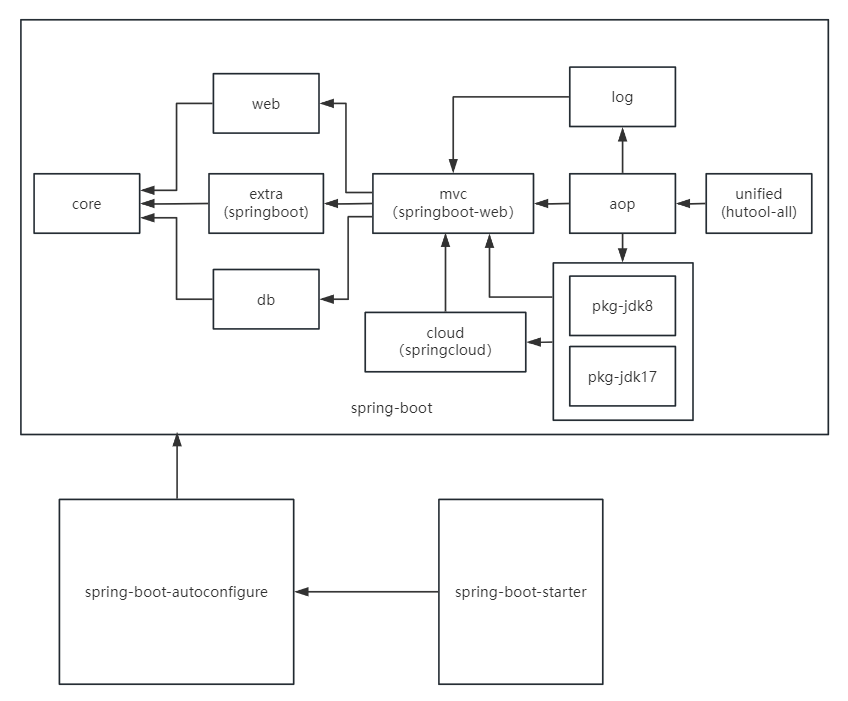 web
log
core
extra
(springboot)
mvc
(springboot-web)
aop
unified
(hutool-all)
db
pkg-jdk8
cloud
(springcloud)
pkg-jdk17
spring-boot
spring-boot-autoconfigure
spring-boot-starter